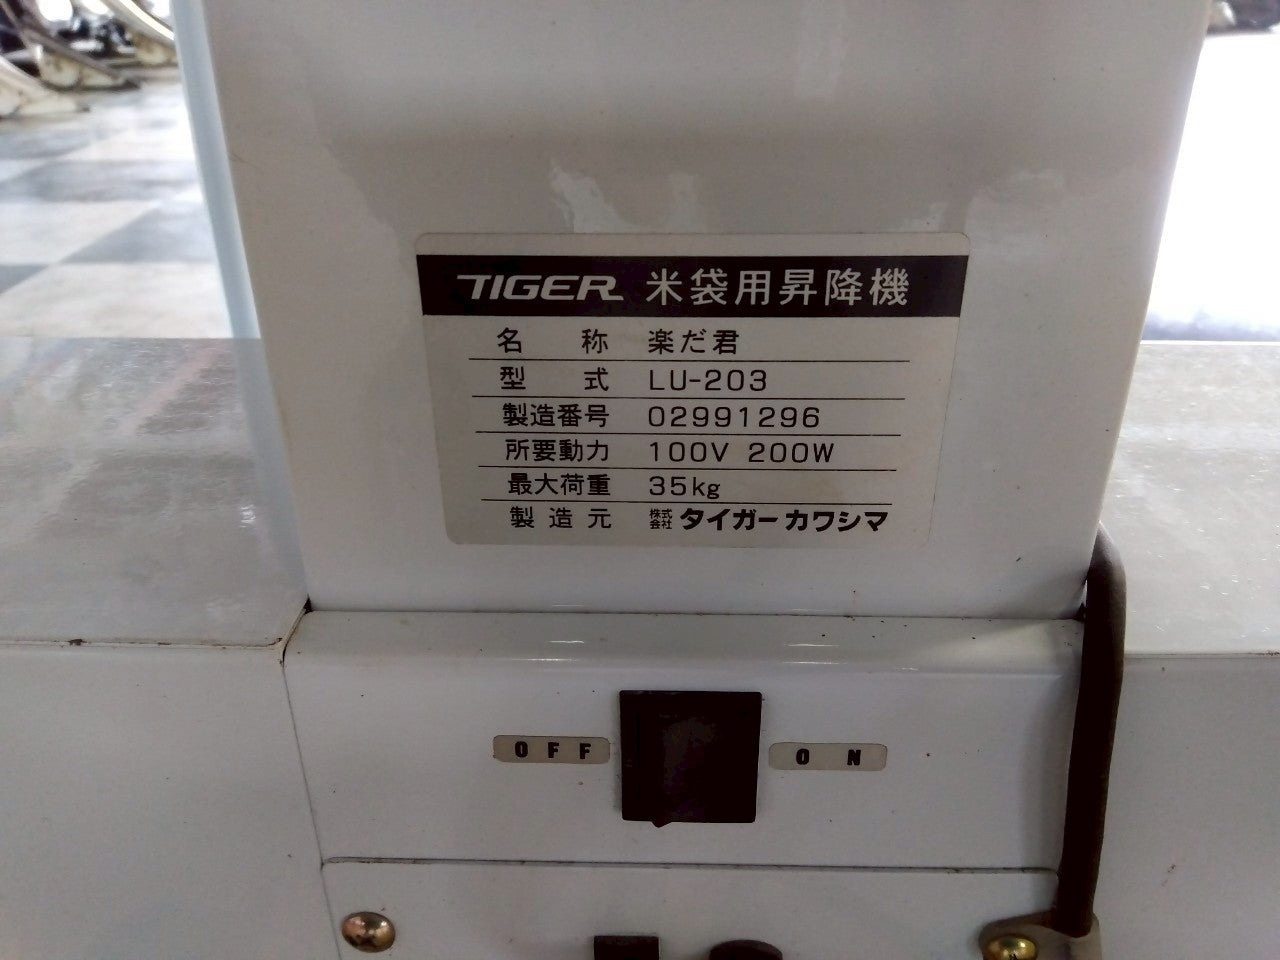 TIGER 米袋用昇降機
名称 楽だ君
型式 LU-203
製造番号 02991296
所要動力 100V 200W
最大荷重 35kg
製造元 株式会社 タイガーカワシマ
OFF ON